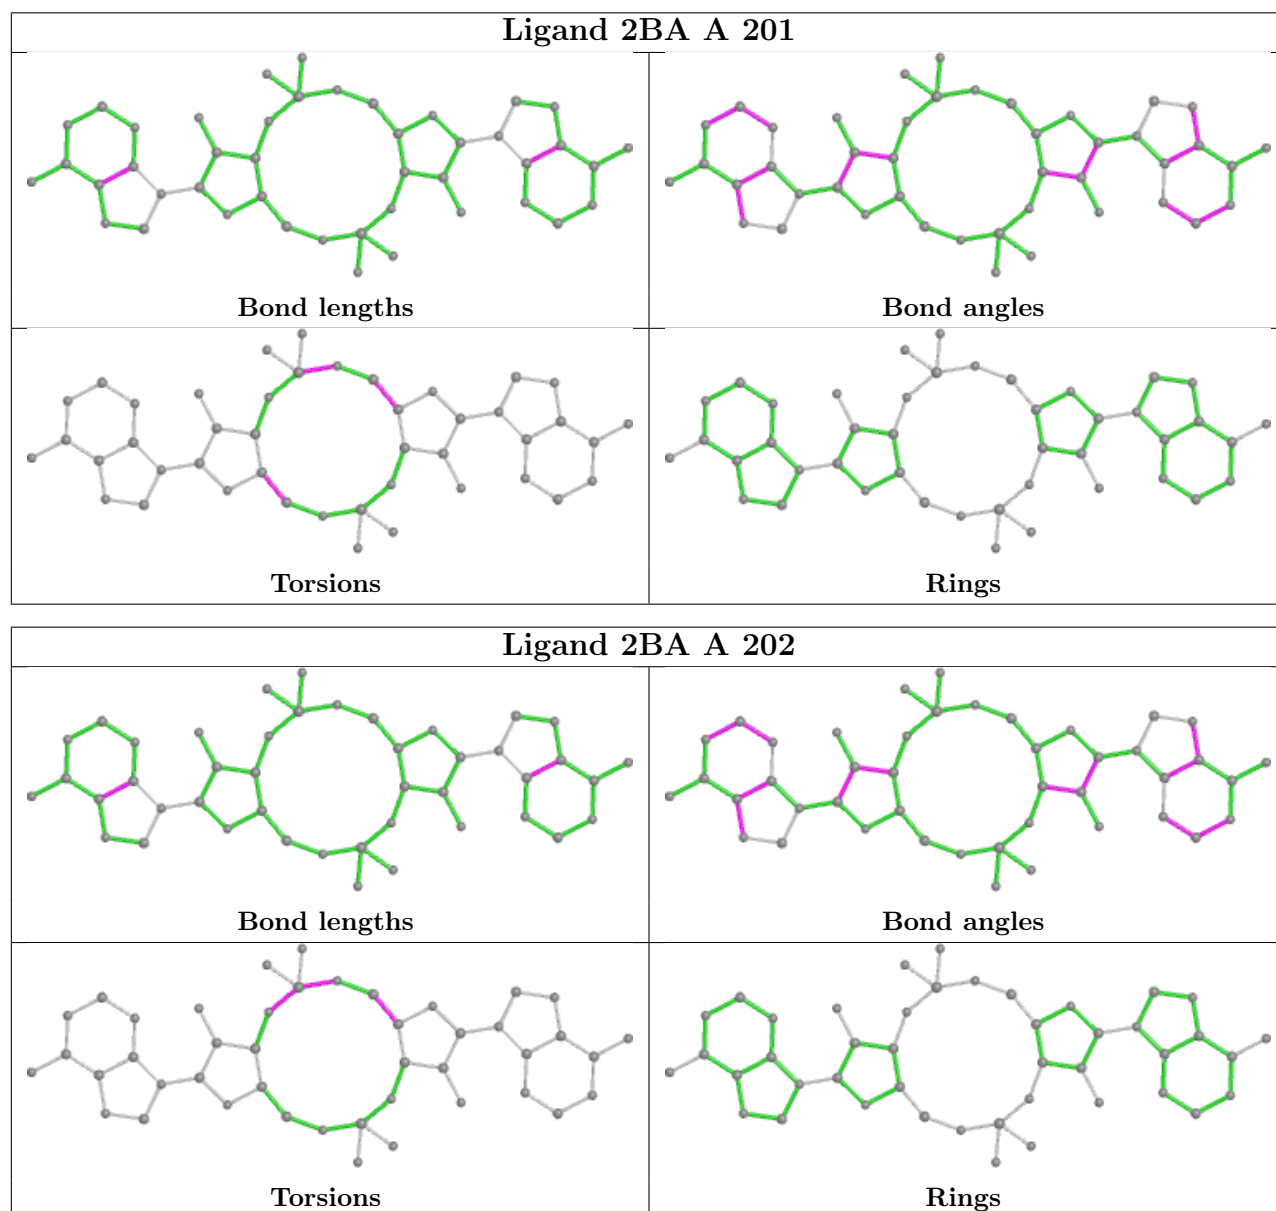 Ligand 2BA A 201
Bond lengths
Bond angles
Torsions
Rings
Ligand 2BA A 202
Bond lengths
Bond angles
Torsions
Rings